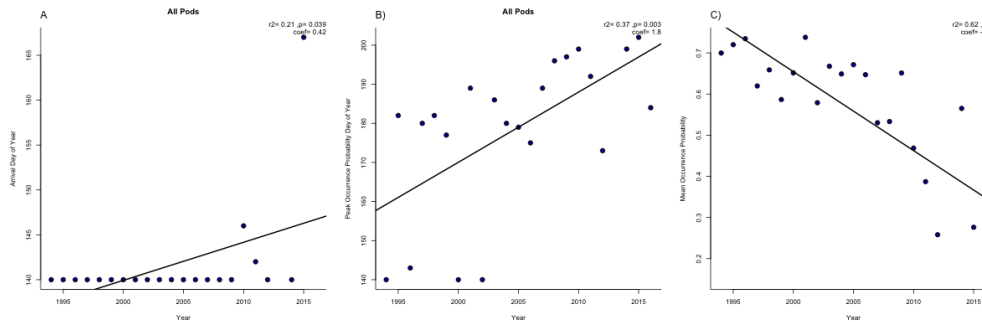 A
All Pods
r2= 0.21 ,p= 0.039
coef= 0.42
Arrival Day of Year
165
160
155
150
145
140
1995
2000
2005
2010
2015
Year
B)
All Pods
r2= 0.37 ,p= 0.003
coef= 1.8
Peak Occurrence Probability Day of Year
200
190
180
170
160
150
140
1995
2000
2005
2010
2015
Year
C)
r2= 0.62 ,
coef= -
Mean Occurrence Probability
0.7
0.6
0.5
0.4
0.3
0.2
1995
2000
2005
2010
2015
Year